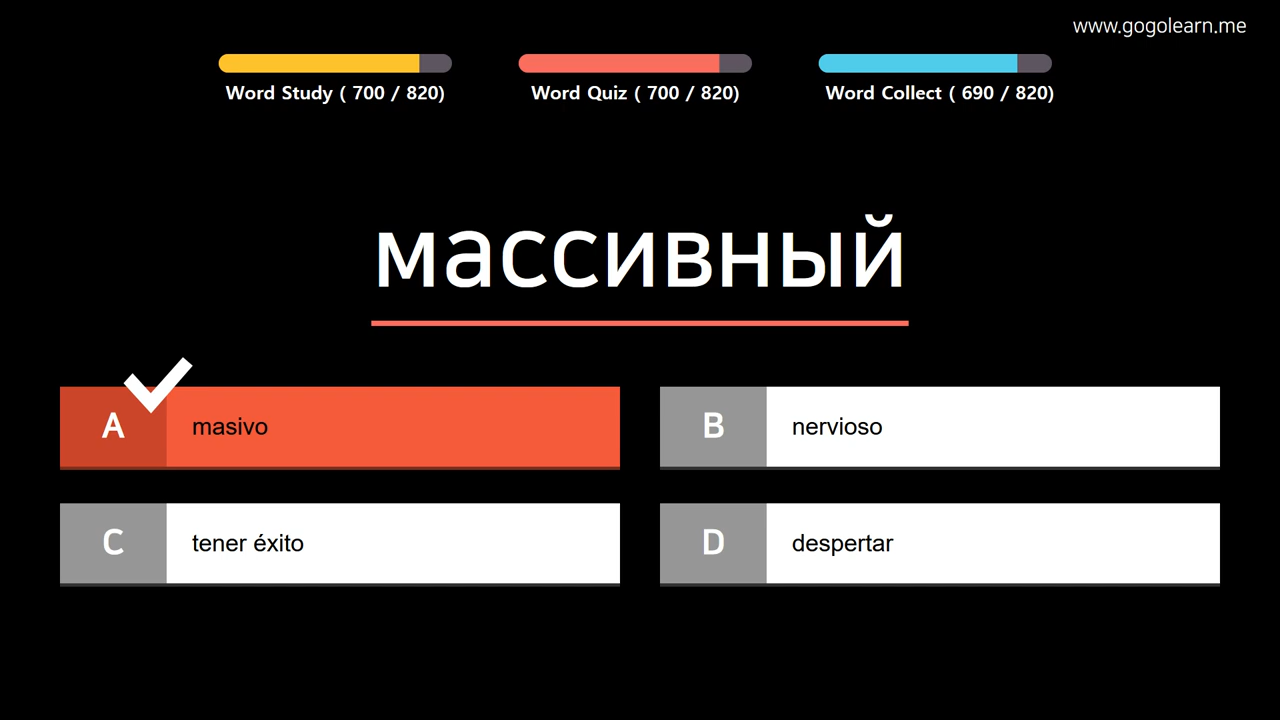 www.gogolearn.me
Word Study ( 700 / 820)
Word Quiz ( 700 / 820)
Word Collect ( 690 / 820)
массивный
A masivo
B nervioso
C tener éxito
D despertar